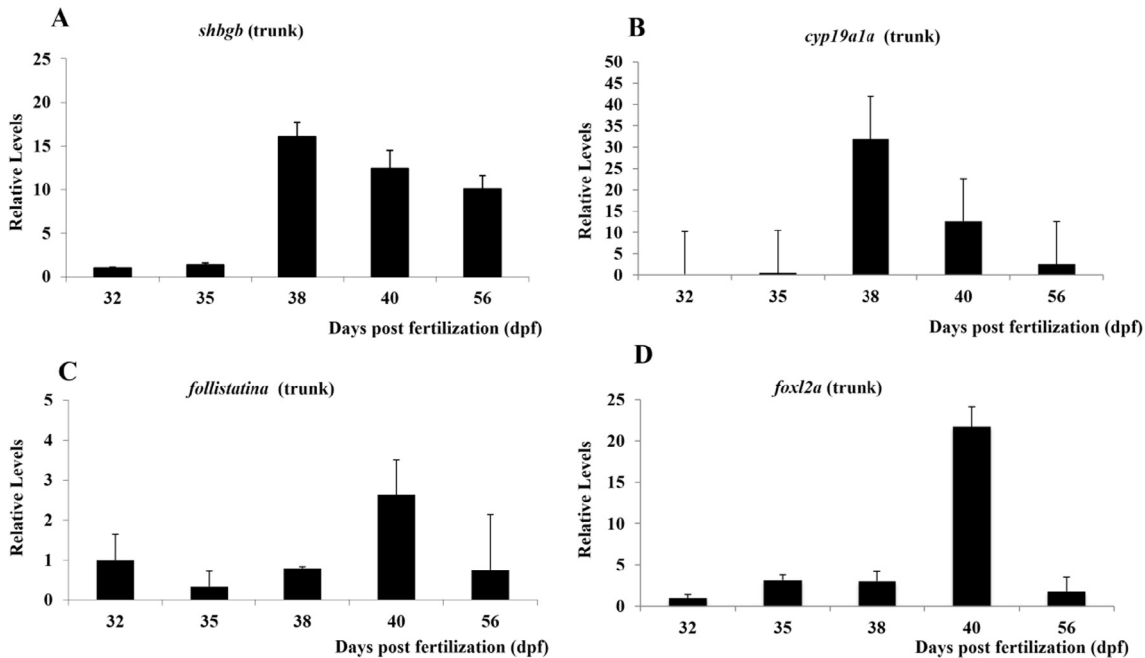 A
shbgb (trunk)
Relative Levels
25
20
15
10
5
0
32 35 38 40 56
Days post fertilization (dpf)
B
cyp19a1a (trunk)
Relative Levels
50
45
40
35
30
25
20
15
10
5
0
32 35 38 40 56
Days post fertilization (dpf)
C
follistatina (trunk)
Relative Levels
5
4
3
2
1
0
32 35 38 40 56
Days post fertilization (dpf)
D
foxl2a (trunk)
Relative Levels
25
20
15
10
5
0
32 35 38 40 56
Days post fertilization (dpf)